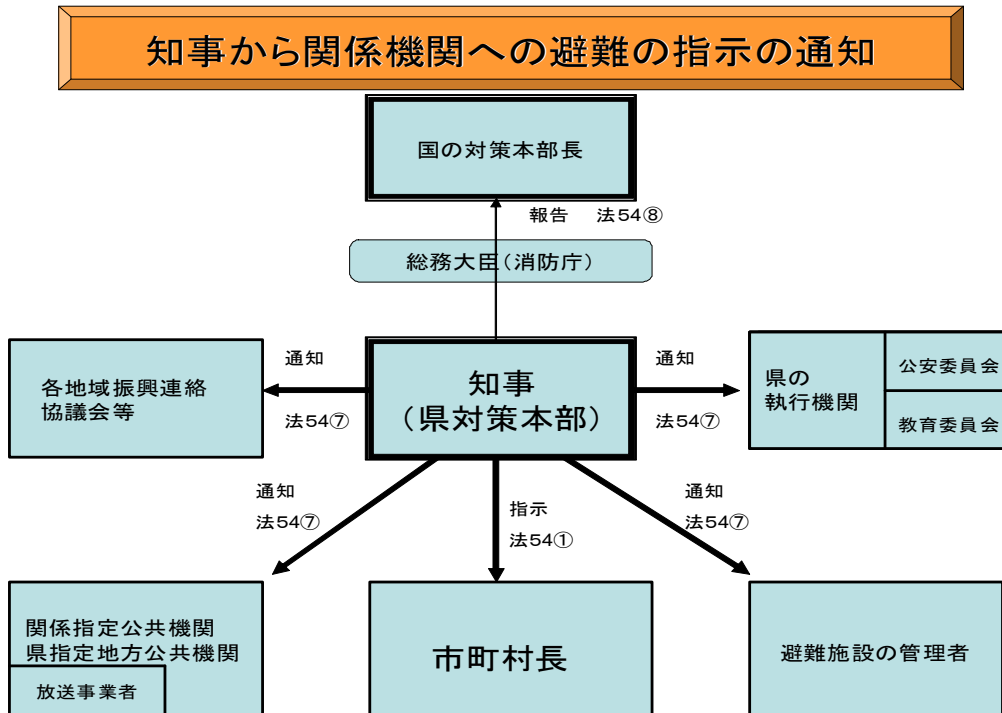 知事から関係機関への避難の指示の通知
国の対策本部長
報告 法54⑧
総務大臣(消防庁)
各地域振興連絡
協議会等
通知
法54⑦
知事
(県対策本部)
通知
法54⑦
県の
執行機関
公安委員会
教育委員会
通知
法54⑦
指示
法54①
通知
法54⑦
関係指定公共機関
県指定地方公共機関
放送事業者
市町村長
避難施設の管理者